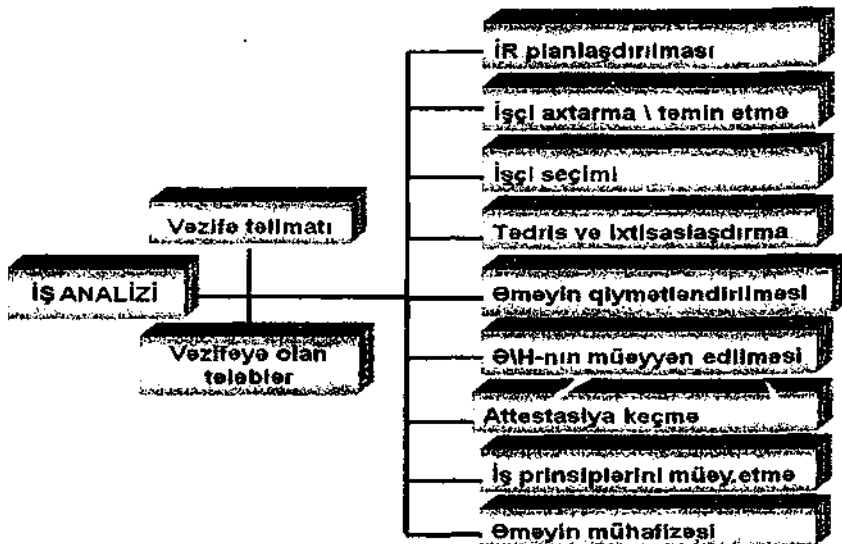 İR planlaşdırılması
İşçi axtarma \ təmin etmə
İşçi seçimi
Vəzifə təlimatı
Tədris və ixtisaslaşdırma
İŞ ANALİZİ
Əməyin qiymətləndirilməsi
Vəzifəyə olan
tələblər
Ə\H-nın müəyyən edilməsi
Attestasiya keçmə
İş prinsiplərini müəy.etmə
Əməyin mühafizəsi